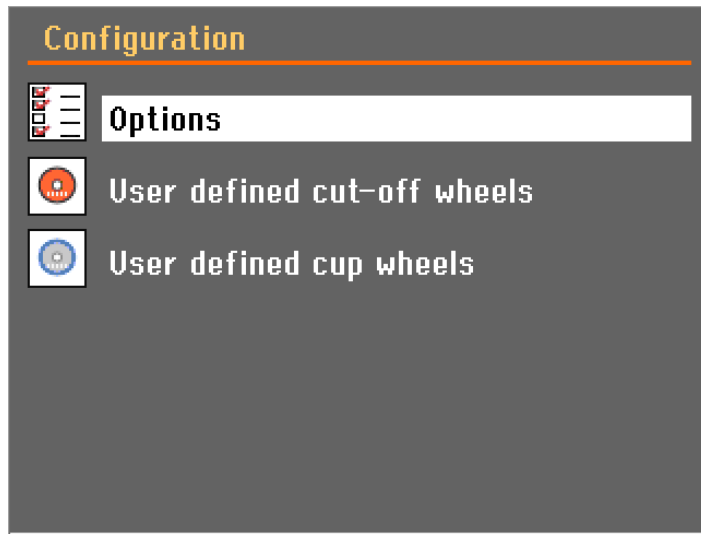 Configuration
Options
User defined cut-off wheels
User defined cup wheels